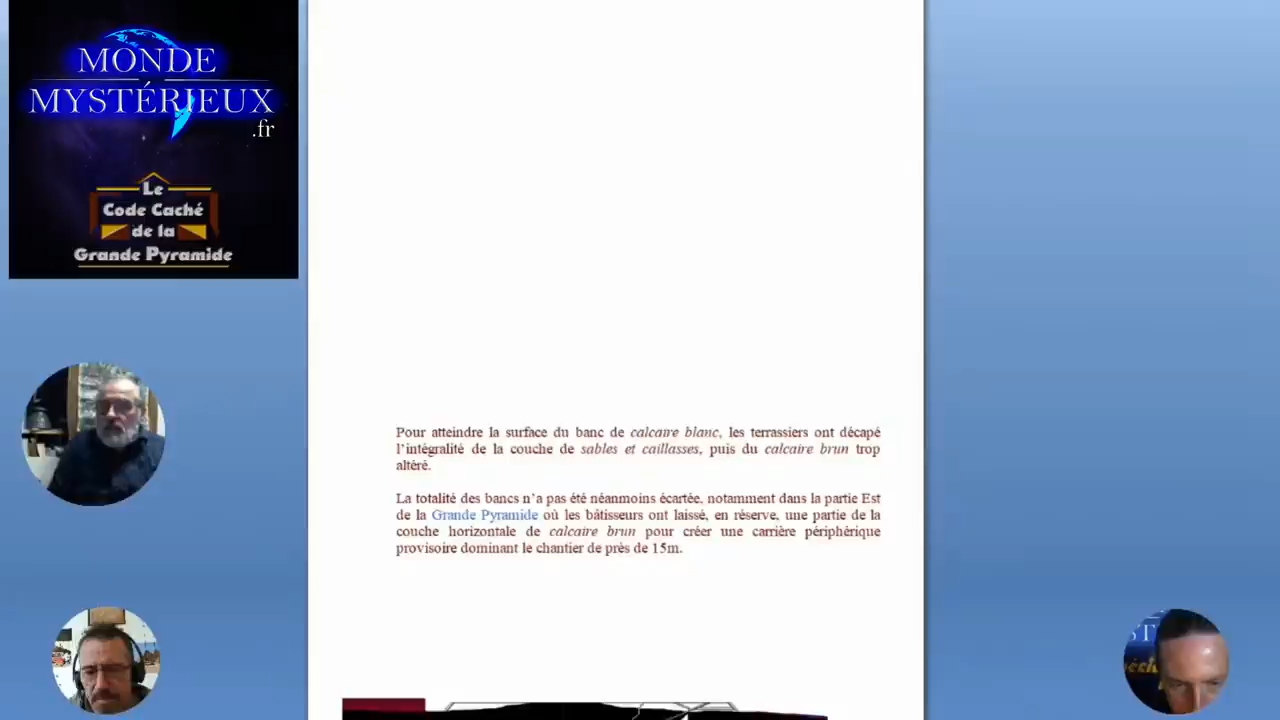 MONDE
MYSTÉRIEUX
.fr
Le
Code Caché
de la
Grande Pyramide
Pour atteindre la surface du banc de calcaire blanc, les terrassiers ont décapé
l’intégralité de la couche de sables et caillasses, puis du calcaire brun trop
altéré.
La totalité des bancs n’a pas été néanmoins écartée, notamment dans la partie Est
de la Grande Pyramide où les bâtisseurs ont laissé, en réserve, une partie de la
couche horizontale de calcaire brun pour créer une carrière périphérique
provisoire dominant le chantier de près de 15m.